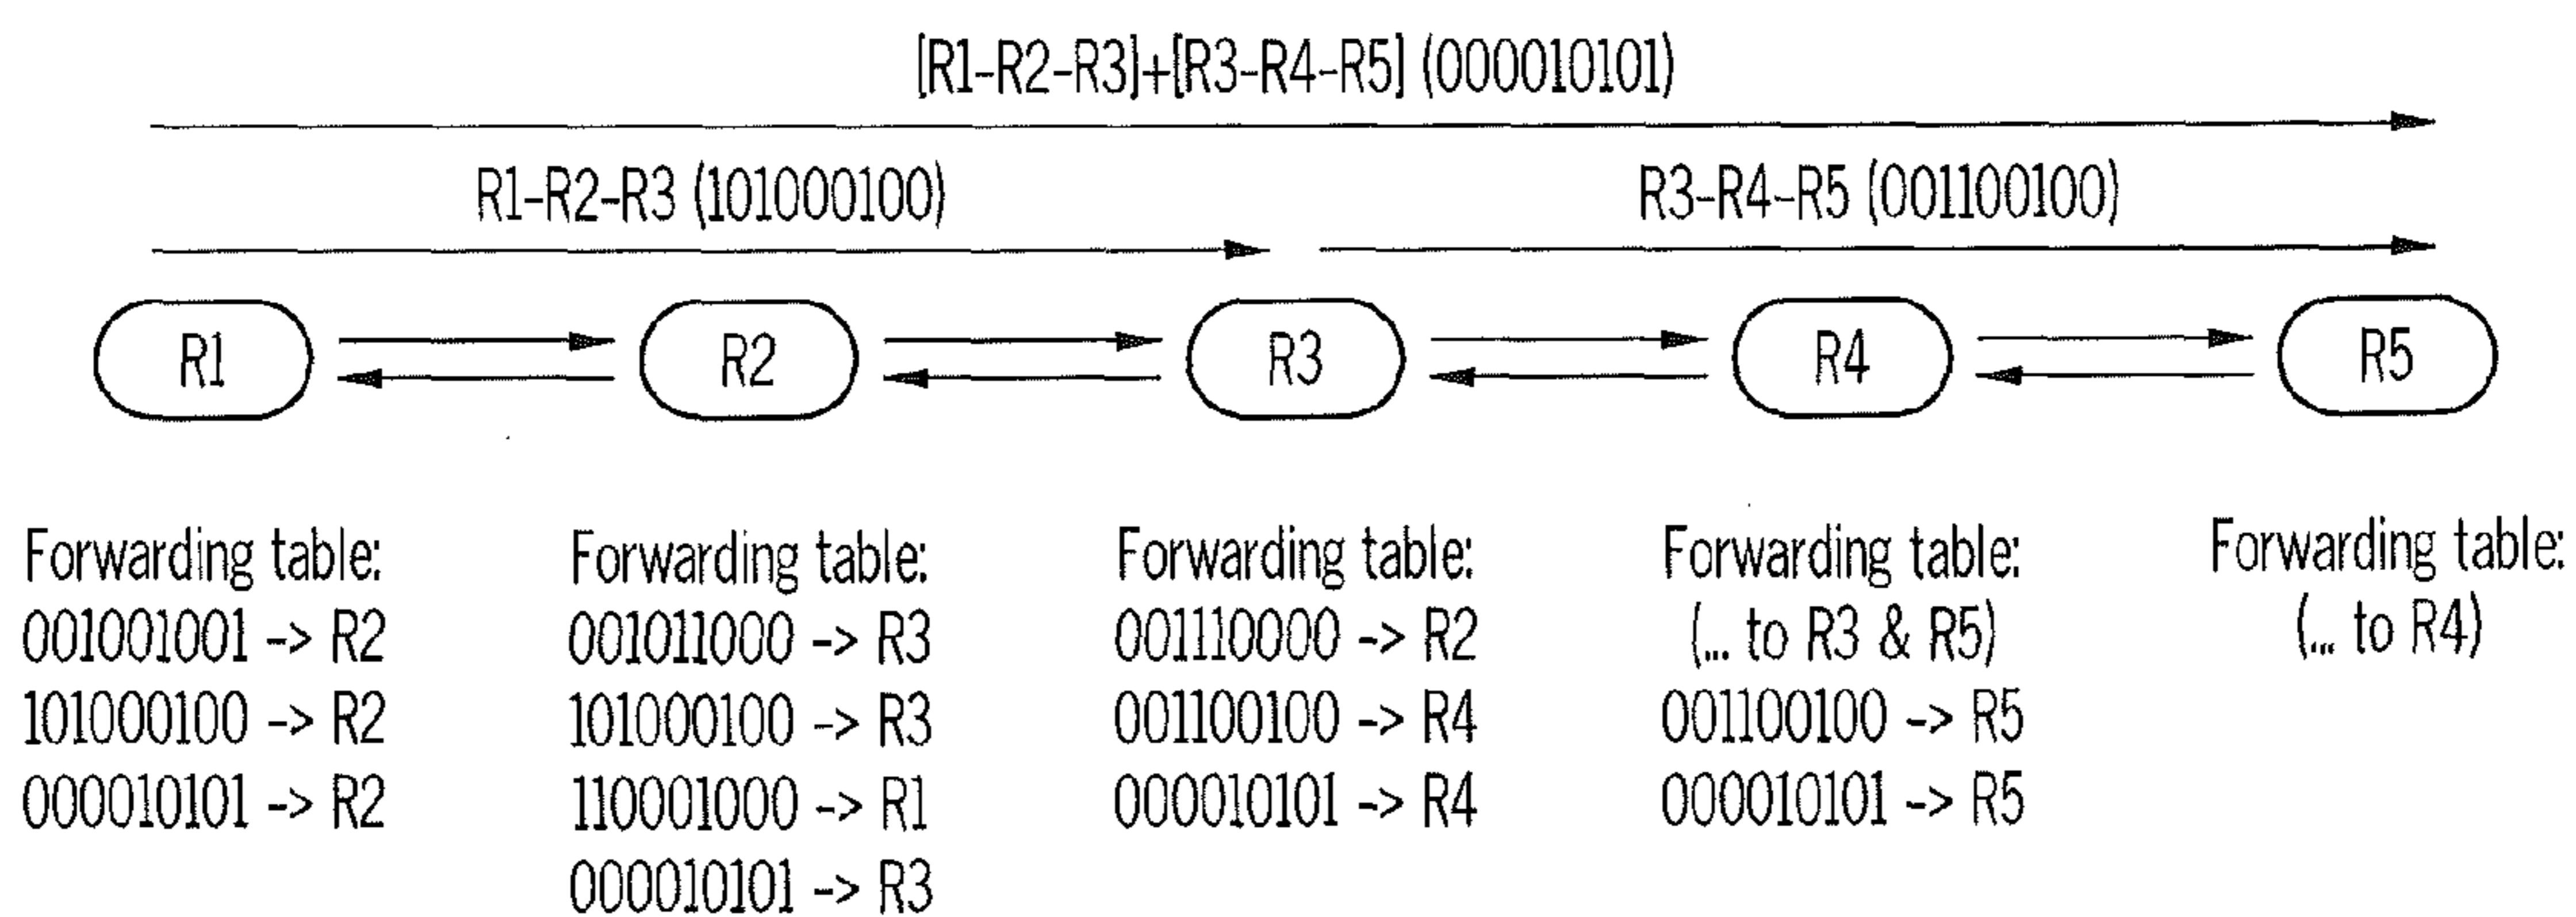 [R1-R2-R3]+[R3-R4-R5] (000010101)
R1-R2-R3 (101000100)
R3-R4-R5 (001100100)
R1
R2
R3
R4
R5
Forwarding table:
001001001 -> R2
101000100 -> R2
000010101 -> R2
Forwarding table:
001011000 -> R3
101000100 -> R3
110001000 -> R1
000010101 -> R3
Forwarding table:
001110000 -> R2
001100100 -> R4
000010101 -> R4
Forwarding table:
(... to R3 & R5)
001100100 -> R5
000010101 -> R5
Forwarding table:
(... to R4)